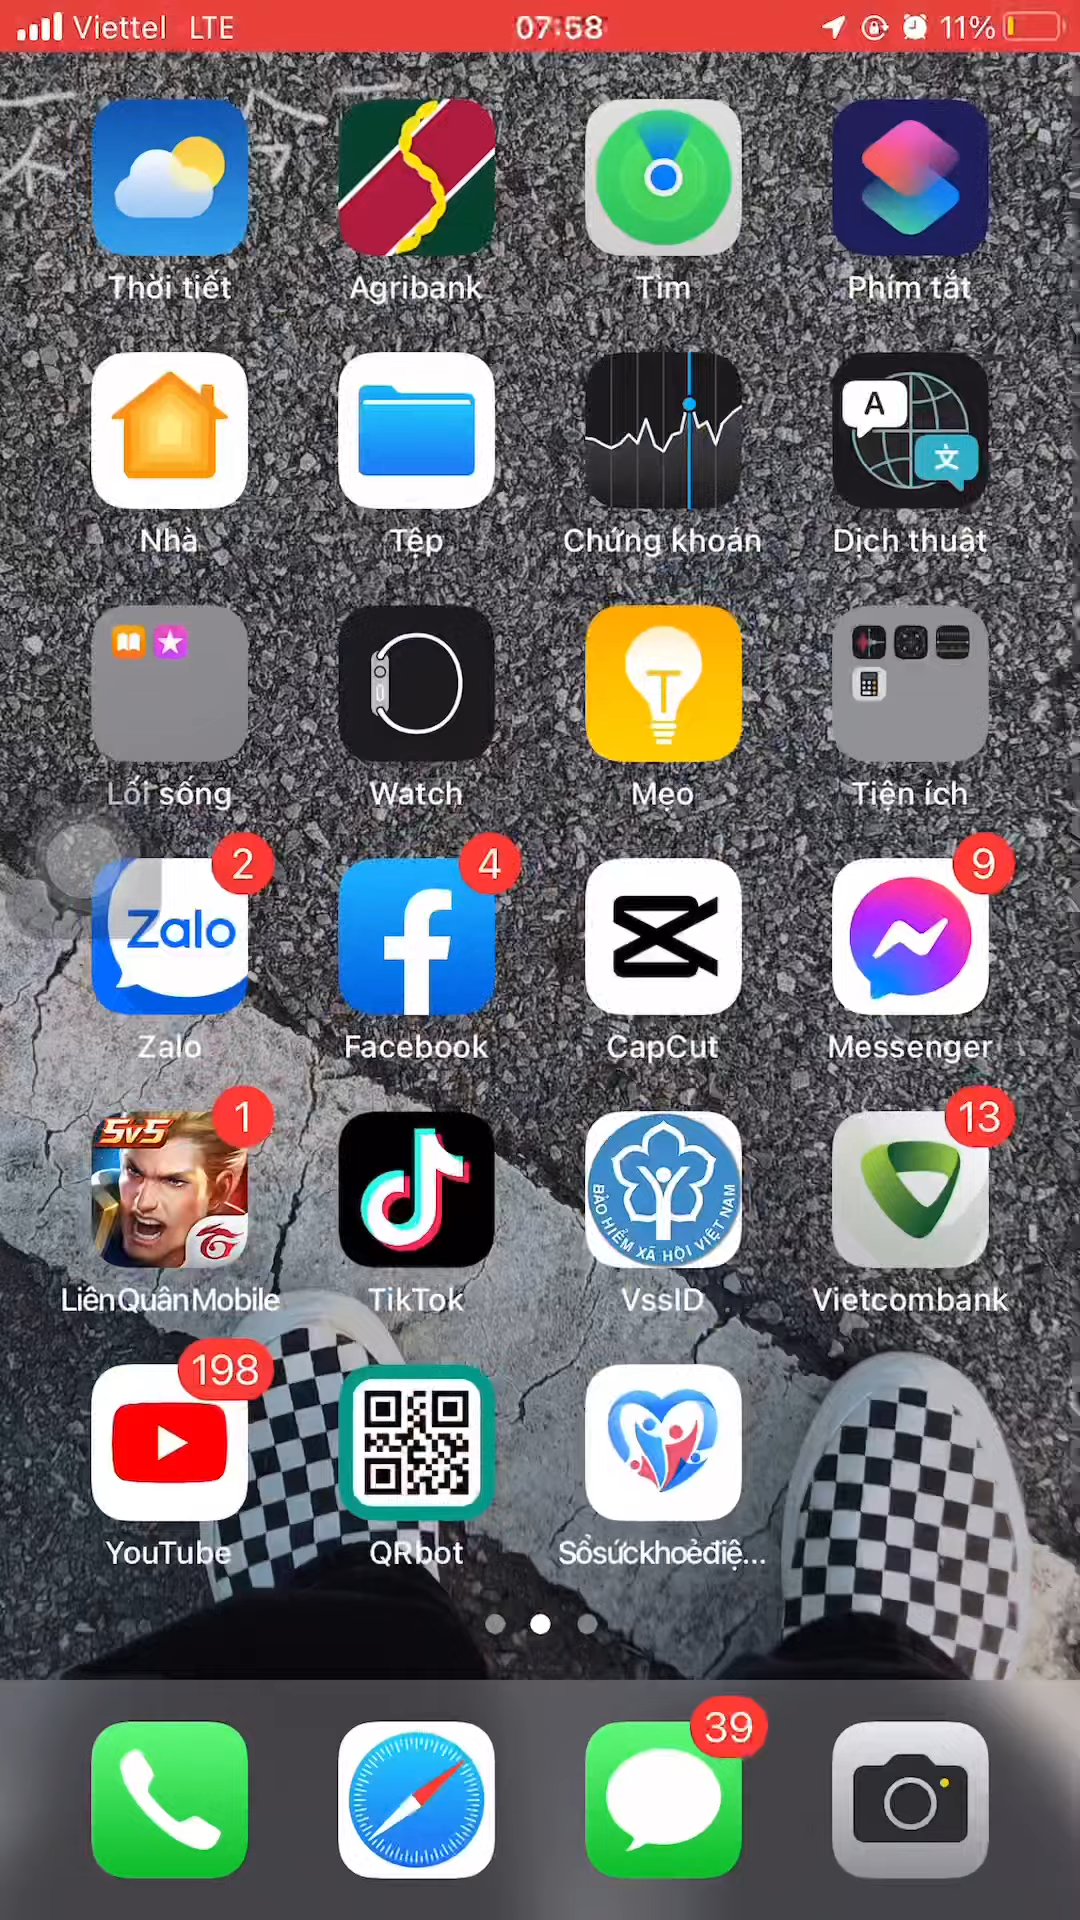 Viettel LTE 07:58 11%
Thời tiết Agribank Tìm Phím tắt
A 文
Nhà Tệp Chứng khoán Dịch thuật
Lối sống Watch Mẹo Tiện ích
2 4 9
Zalo
Zalo Facebook CapCut Messenger
1 13
5v5
BẢO HIỂM XÃ HỘI VIỆT NAM
LiênQuânMobile TikTok VssID Vietcombank
198
YouTube QRbot Sổsứckhoẻđiệ...
39